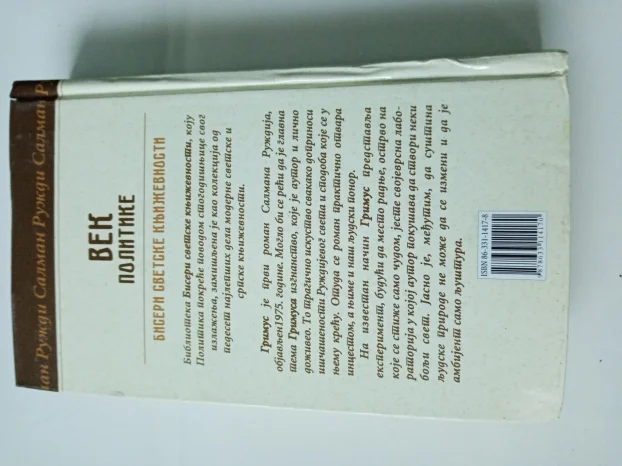 ман Ружди Салман Ружди Салман Р
ВЕК
ПОЛИТИКЕ
БИСЕРИ СВЕТСКЕ КЊИЖЕВНОСТИ
Библиотека Бисери светске књижевности, коју
Политика покреће поводом стогодишњице свог
излажења, замишљена је као колекција од
педесет најлепших дела модерне светске и
српске књижевности.
Гримус је први роман Салмана Руждија,
објављен 1975. године. Могло би се рећи да је главна
тема Гримуса изгнанство, које је аутор и лично
доживео. То трагично искуство свакако доприноси
ишчашености Руждијевог света и сподоба које се у
њему крећу. Отуда се роман практично отвара
инцестом, а њиме и наш људски понор.
На известан начин Гримус представља
експеримент, будући да место радње, острво на
које се стиже само чудом, јесте својеврсна лабо-
раторија у којој аутор покушава да створи неки
бољи свет. Јасно је, међутим, да суштина
људске природе не може да се измени и да је
амбијент само љуштура.
ISBN 86-331-1417-8